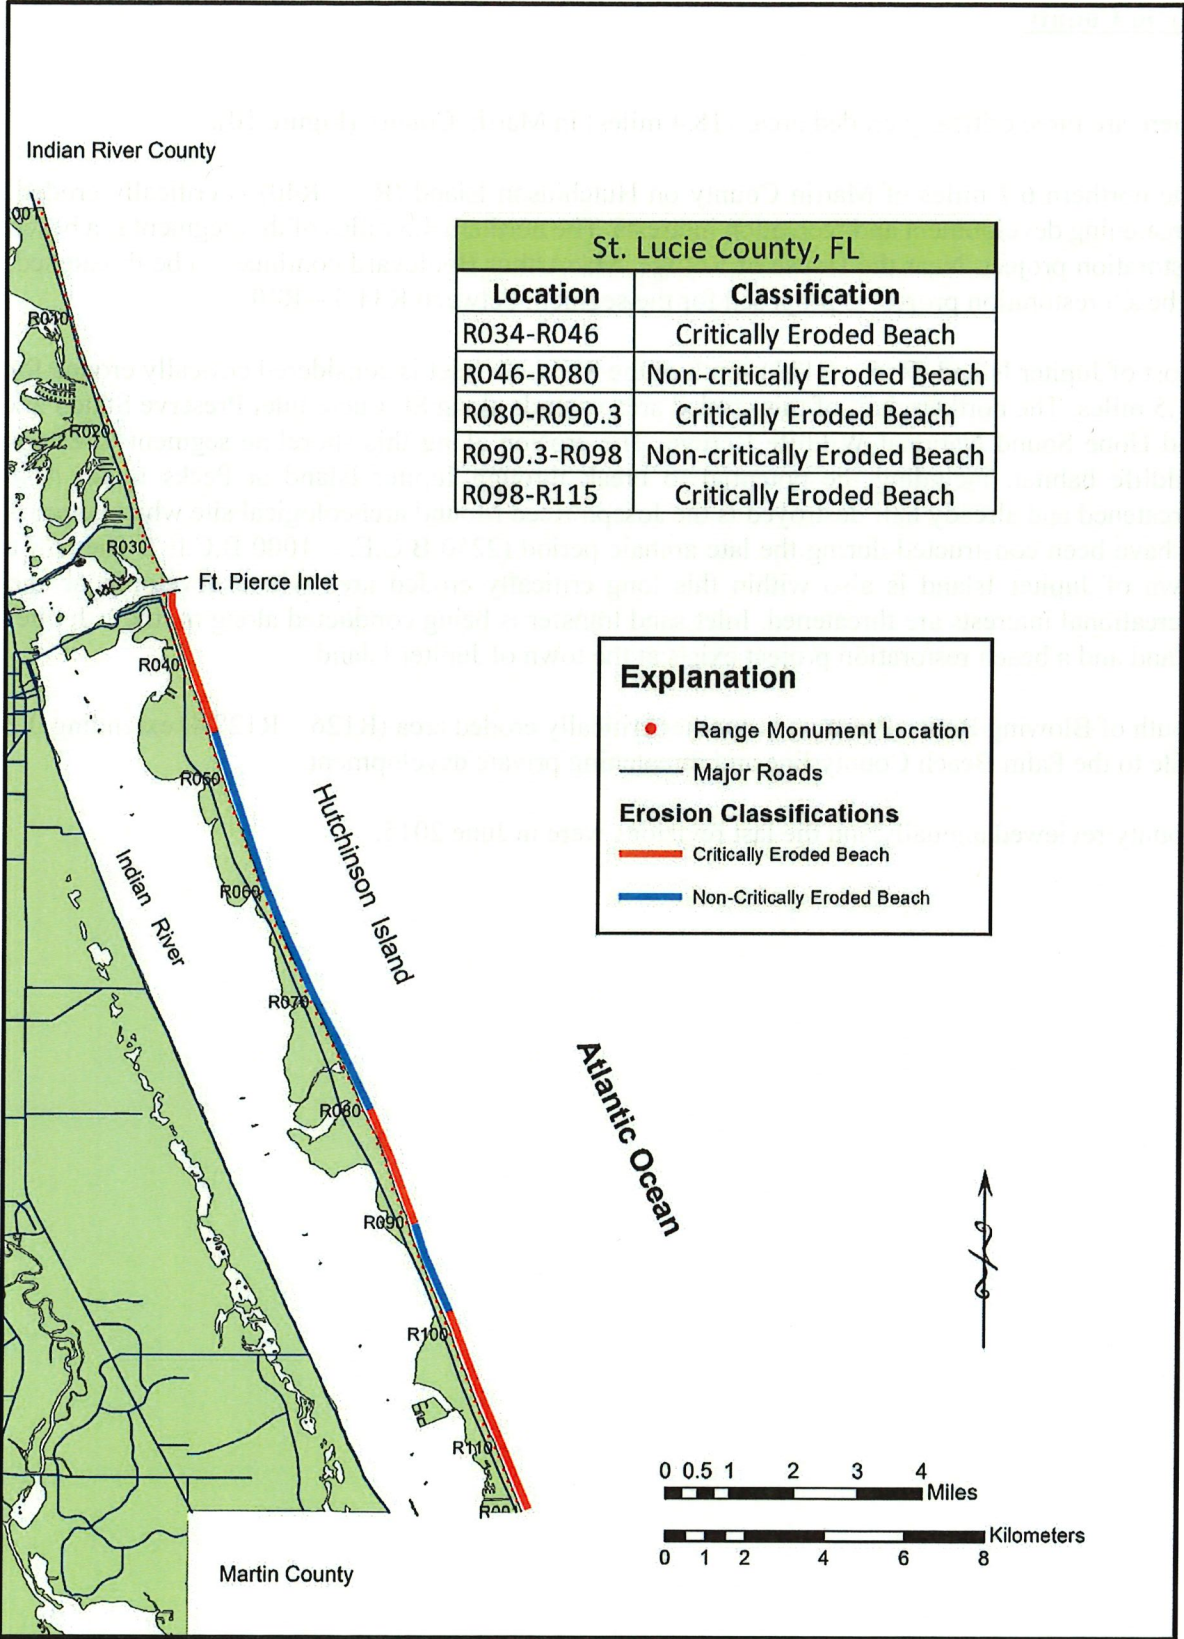 Indian River County
001
R010
R020
R030
Ft. Pierce Inlet
R040
R050
R060
R070
R080
R090
R100
R110
Indian River
Hutchinson Island
Atlantic Ocean
Martin County
St. Lucie County, FL
Location Classification
R034-R046 Critically Eroded Beach
R046-R080 Non-critically Eroded Beach
R080-R090.3 Critically Eroded Beach
R090.3-R098 Non-critically Eroded Beach
R098-R115 Critically Eroded Beach
Explanation
Range Monument Location
Major Roads
Erosion Classifications
Critically Eroded Beach
Non-Critically Eroded Beach
0 0.5 1 2 3 4
Miles
Kilometers
0 1 2 4 6 8